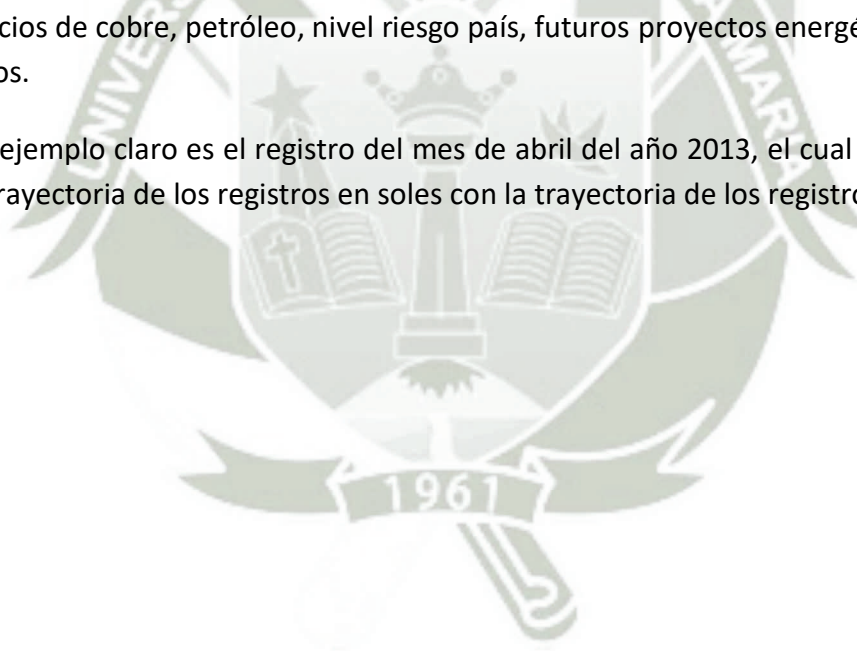 cios de cobre, petróleo, nivel riesgo país, futuros proyectos energé
os.
ejemplo claro es el registro del mes de abril del año 2013, el cual
rayectoria de los registros en soles con la trayectoria de los registro
UNIVERS
AMARIA
1961